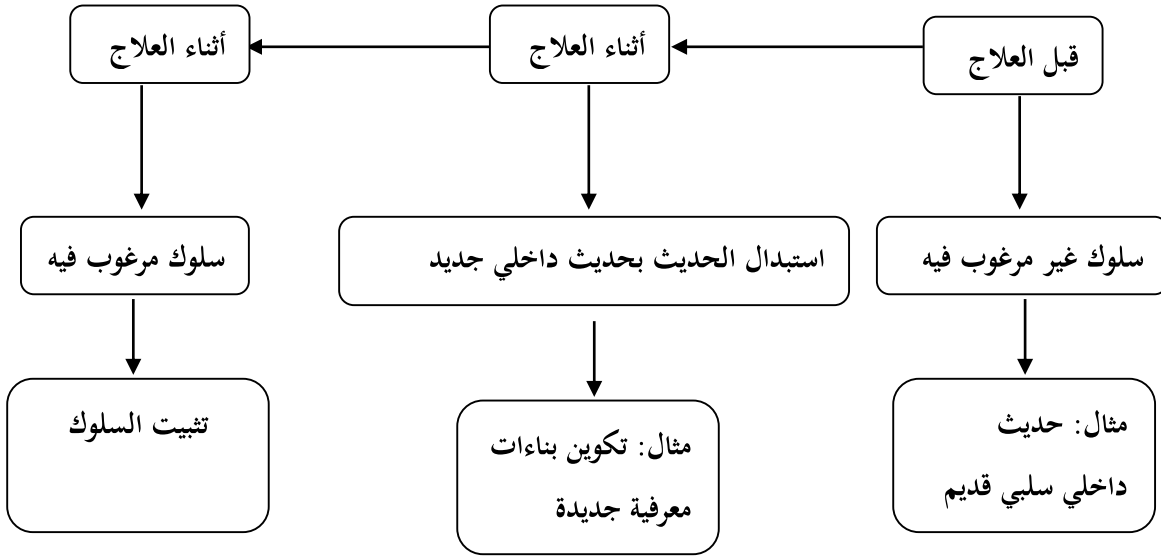 قبل العلاج
أثناء العلاج
أثناء العلاج
سلوك غير مرغوب فيه
استبدال الحديث بحديث داخلي جديد
سلوك مرغوب فيه
مثال: حديث
داخلي سلبي قديم
مثال: تكوين بناءات
معرفية جديدة
تثبيت السلوك